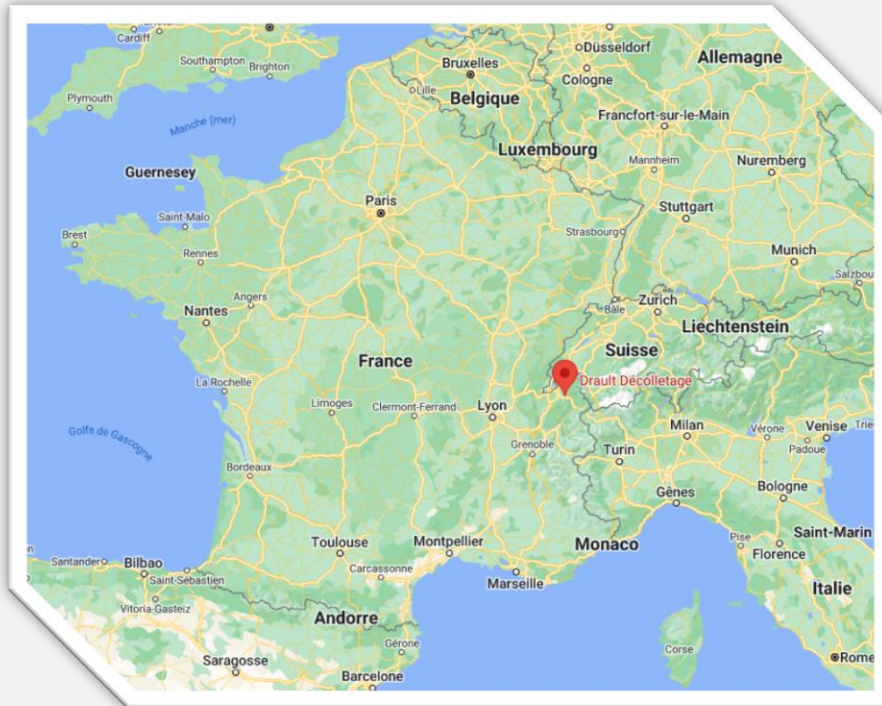 Cardiff
Bristol
Southampton
Brighton
Plymouth
Manche (mer)
Guernesey
Bruxelles
Lille
Belgique
Düsseldorf
Cologne
Allemagne
Francfort-sur-le-Main
Luxembourg
Mannheim
Nuremberg
Paris
Saint-Malo
Brest
Rennes
Strasbourg
Stuttgart
Munich
Salzbou
Angers
Nantes
Bâle
Zurich
Liechtenstein
Suisse
France
Drault Décolletage
La Rochelle
Limoges
Clermont-Ferrand
Lyon
Grenoble
Milan
Vérone
Venise
Trie
Padoue
Turin
Golfe de Gascogne
Bordeaux
Gênes
Bologne
Toulouse
Montpellier
Monaco
Pise
Florence
Saint-Marin
Santander
Bilbao
Saint-Sébastien
Carcassonne
Marseille
Vitoria-Gasteiz
Andorre
Italie
Gérone
Saragosse
Corse
Rome
Barcelone